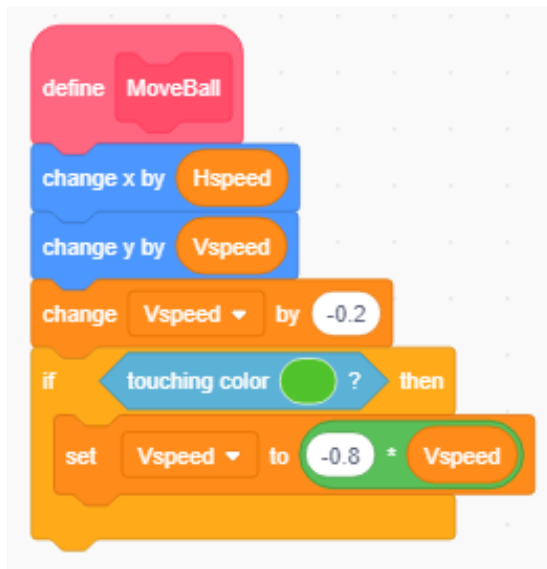 define MoveBall
change x by Hspeed
change y by Vspeed
change Vspeed by -0.2
if touching color ? then
set Vspeed to -0.8 * Vspeed